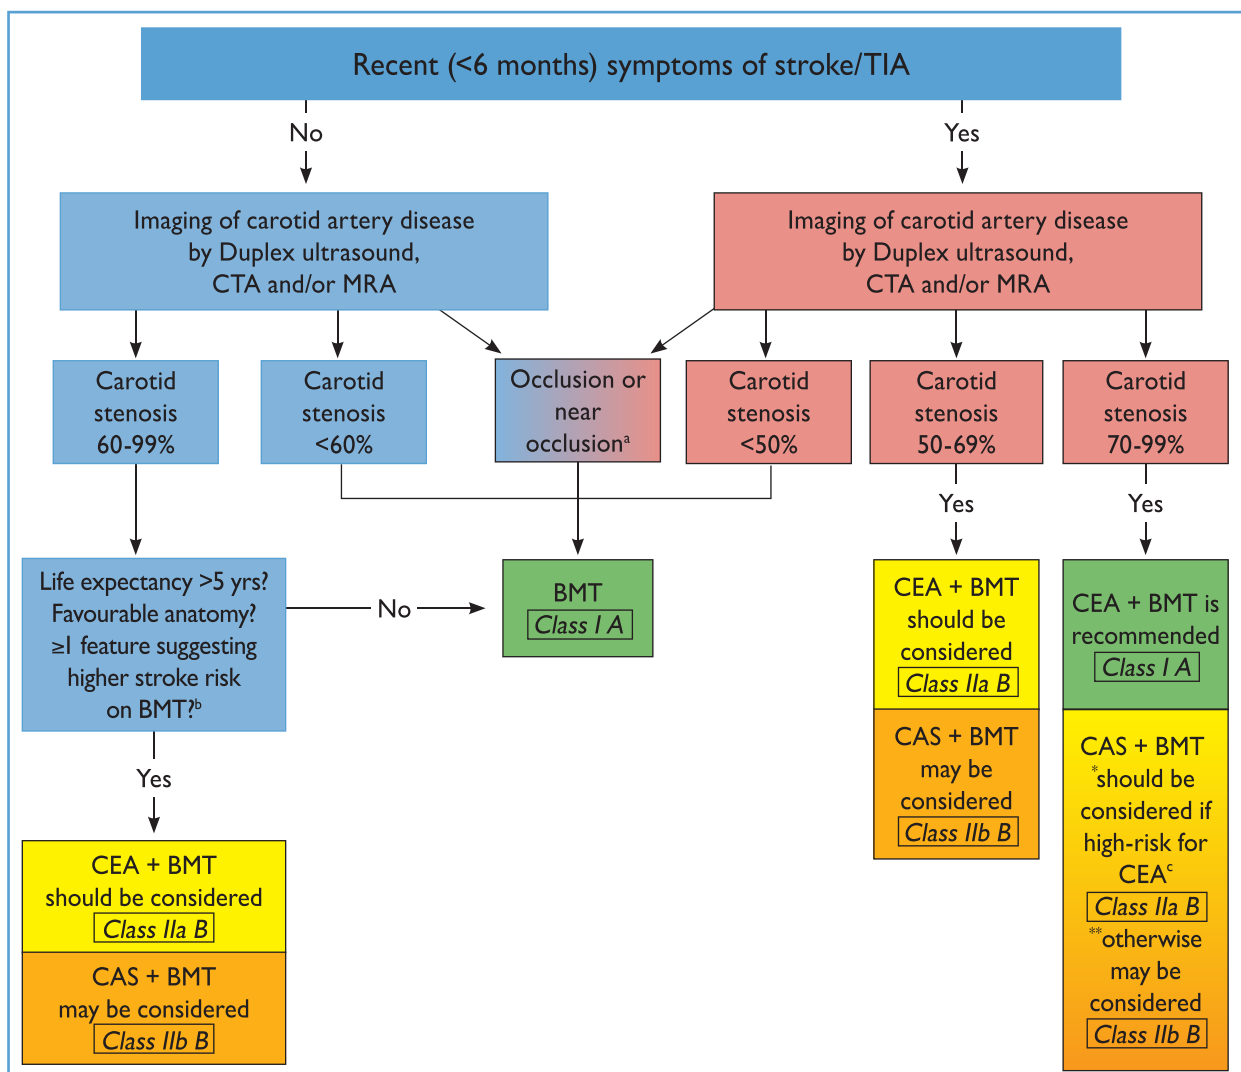 Recent (<6 months) symptoms of stroke/TIA
No
Yes
Imaging of carotid artery disease
by Duplex ultrasound,
CTA and/or MRA
Imaging of carotid artery disease
by Duplex ultrasound,
CTA and/or MRA
Carotid
stenosis
60-99%
Carotid
stenosis
<60%
Occlusion or
near
occlusionᵃ
Carotid
stenosis
<50%
Carotid
stenosis
50-69%
Carotid
stenosis
70-99%
Yes
Yes
Life expectancy >5 yrs?
Favourable anatomy?
≥1 feature suggesting
higher stroke risk
on BMT?ᵇ
No
BMT
Class I A
CEA + BMT
should be
considered
Class IIa B
CAS + BMT
may be
considered
Class IIb B
CEA + BMT is
recommended
Class I A
CAS + BMT
*should be
considered if
high-risk for
CEAᶜ
Class IIa B
**otherwise
may be
considered
Class IIb B
Yes
CEA + BMT
should be considered
Class IIa B
CAS + BMT
may be considered
Class IIb B